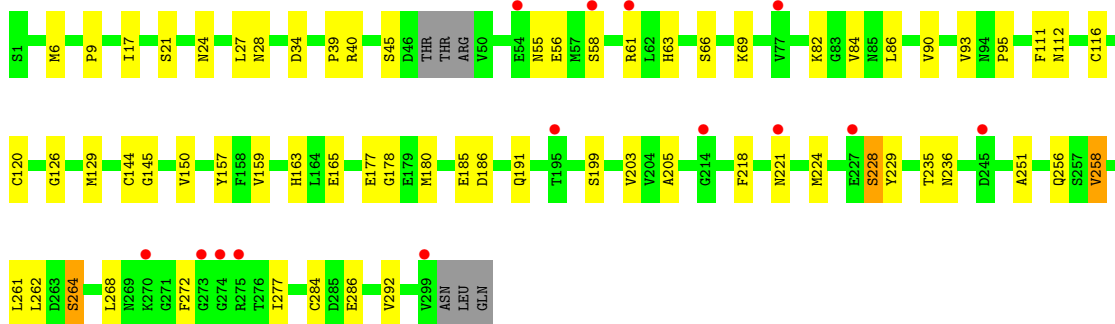 S1 M6 P9 I17 S21 N24 L27 N28 D34 P39 R40 S45 D46 THR THR ARG V50 E54 N55 E56 M57 S58 R61 L62 H63 S66 K69 V77 K82 G83 V84 N85 L86 V90 V93 N94 P95 F111 N112 C116
C120 G126 M129 C144 G145 V150 Y157 F158 V159 H163 L164 E165 E177 G178 E179 M180 E185 D186 Q191 T195 S199 V203 V204 A205 G214 F218 N221 M224 E227 S228 Y229 T235 N236 D245 A251 Q256 S257 V258
L261 L262 D263 S264 L268 N269 K270 G271 F272 G273 G274 R275 T276 I277 C284 D285 E286 V292 V299 ASN LEU GLN